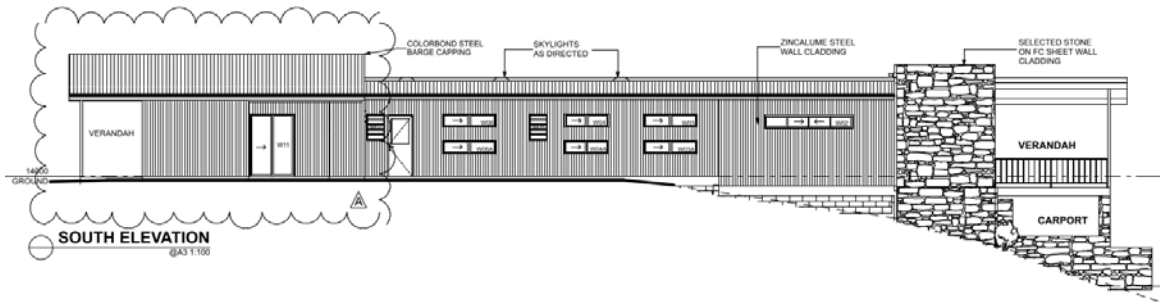 COLORBOND STEEL
BARGE CAPPING
SKYLIGHTS
AS DIRECTED
ZINCALUME STEEL
WALL CLADDING
SELECTED STONE
ON FC SHEET WALL
CLADDING
VERANDAH
W11
W02
VERANDAH
14000
GROUND
A
CARPORT
SOUTH ELEVATION
@A3 1:100